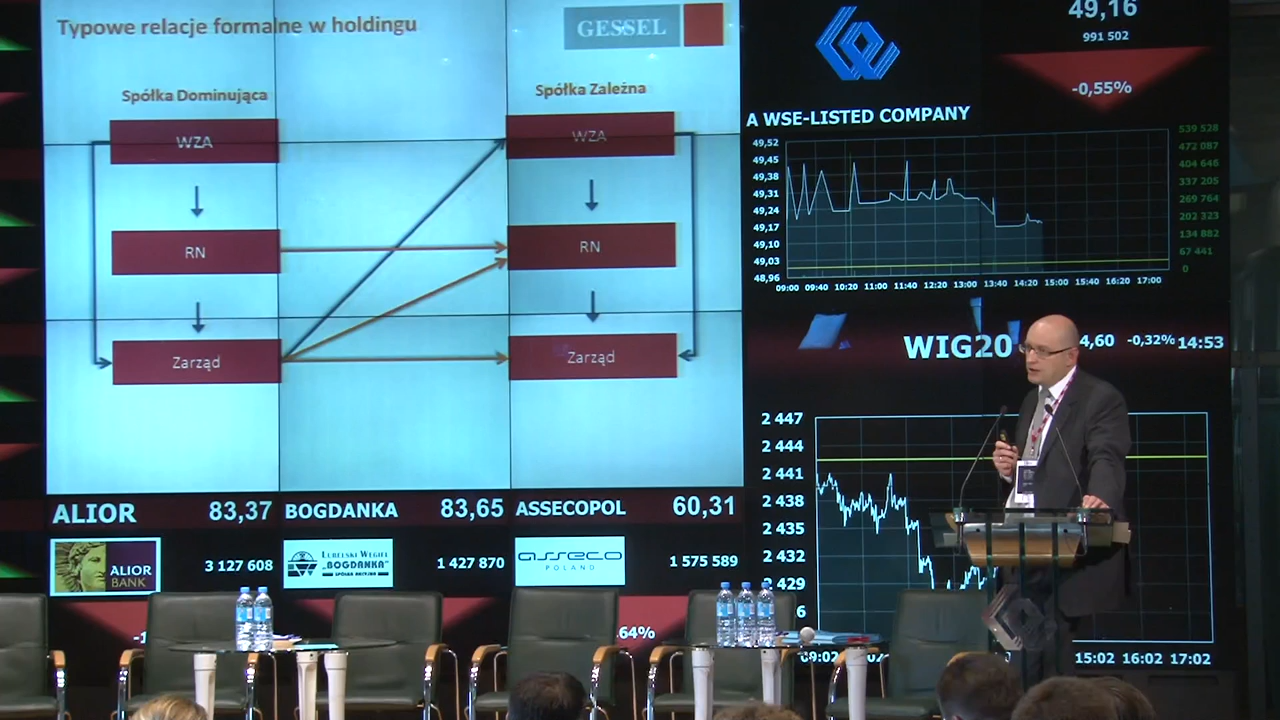 Typowe relacje formalne w holdingu
GESSEL
Spółka Dominująca
Spółka Zależna
WZA
WZA
RN
RN
Zarząd
Zarząd
49,16
991 502
-0,55%
A WSE-LISTED COMPANY
49,52
49,45
49,38
49,31
49,24
49,17
49,10
49,03
48,96
539 528
472 087
404 646
337 205
269 764
202 323
134 882
67 441
0
09:00 09:40 10:20 11:00 11:40 12:20 13:00 13:40 14:20 15:00 15:40 16:20 17:00
WIG20
4,60 -0,32% 14:53
2 447
2 444
2 441
2 438
2 435
2 432
2 429
6
09:02
15:02 16:02 17:02
ALIOR 83,37
BOGDANKA 83,65
ASSECOPOL 60,31
ALIOR
BANK
3 127 608
LUBELSKI WĘGIEL
„BOGDANKA"
SPÓŁKA AKCYJNA
1 427 870
asseco
POLAND
1 575 589
64%